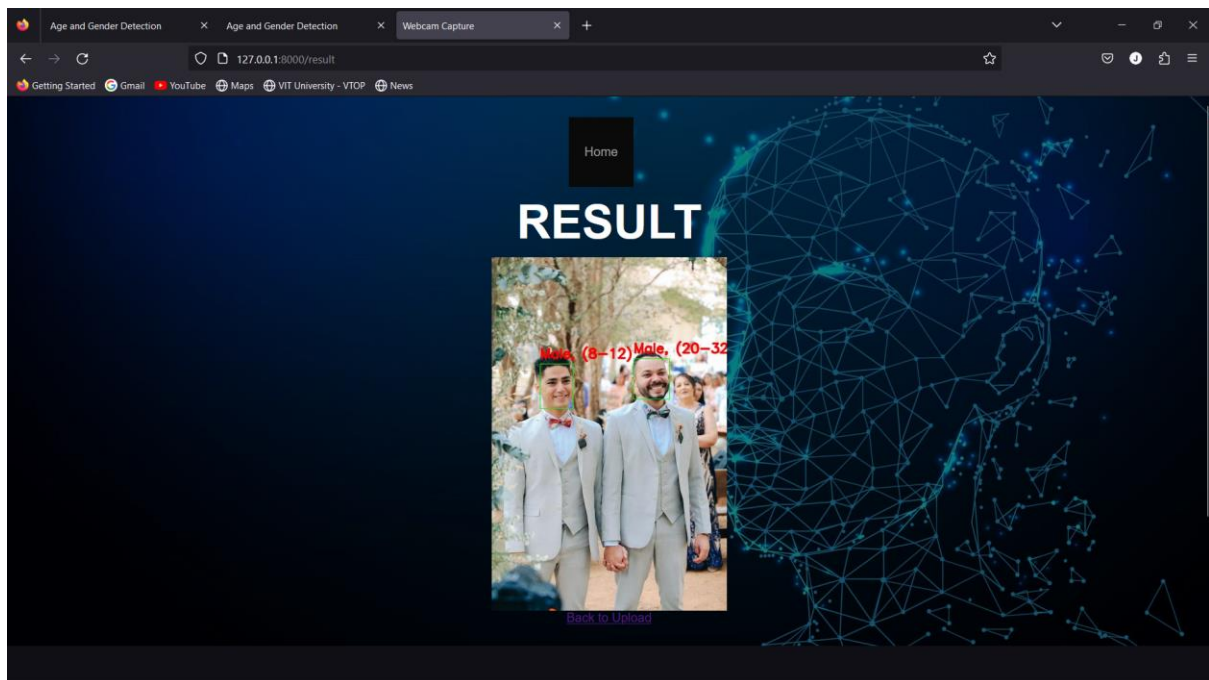 Age and Gender Detection
Age and Gender Detection
Webcam Capture
127.0.0.1:8000/result
J
Getting Started
Gmail
YouTube
Maps
VIT University - VTOP
News
Home
RESULT
Male, (8-12)
Male, (20-32
Back to Upload